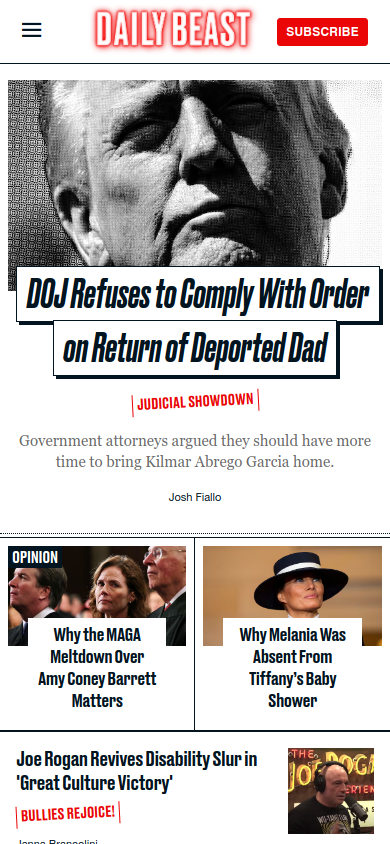 DAILY BEAST
SUBSCRIBE
DOJ Refuses to Comply With Order
on Return of Deported Dad
JUDICIAL SHOWDOWN
Government attorneys argued they should have more
time to bring Kilmar Abrego Garcia home.
Josh Fiallo
OPINION
Why the MAGA
Meltdown Over
Amy Coney Barrett
Matters
Why Melania Was
Absent From
Tiffany's Baby
Shower
Joe Rogan Revives Disability Slur in
'Great Culture Victory'
BULLIES REJOICE!
THE
JOE ROGA